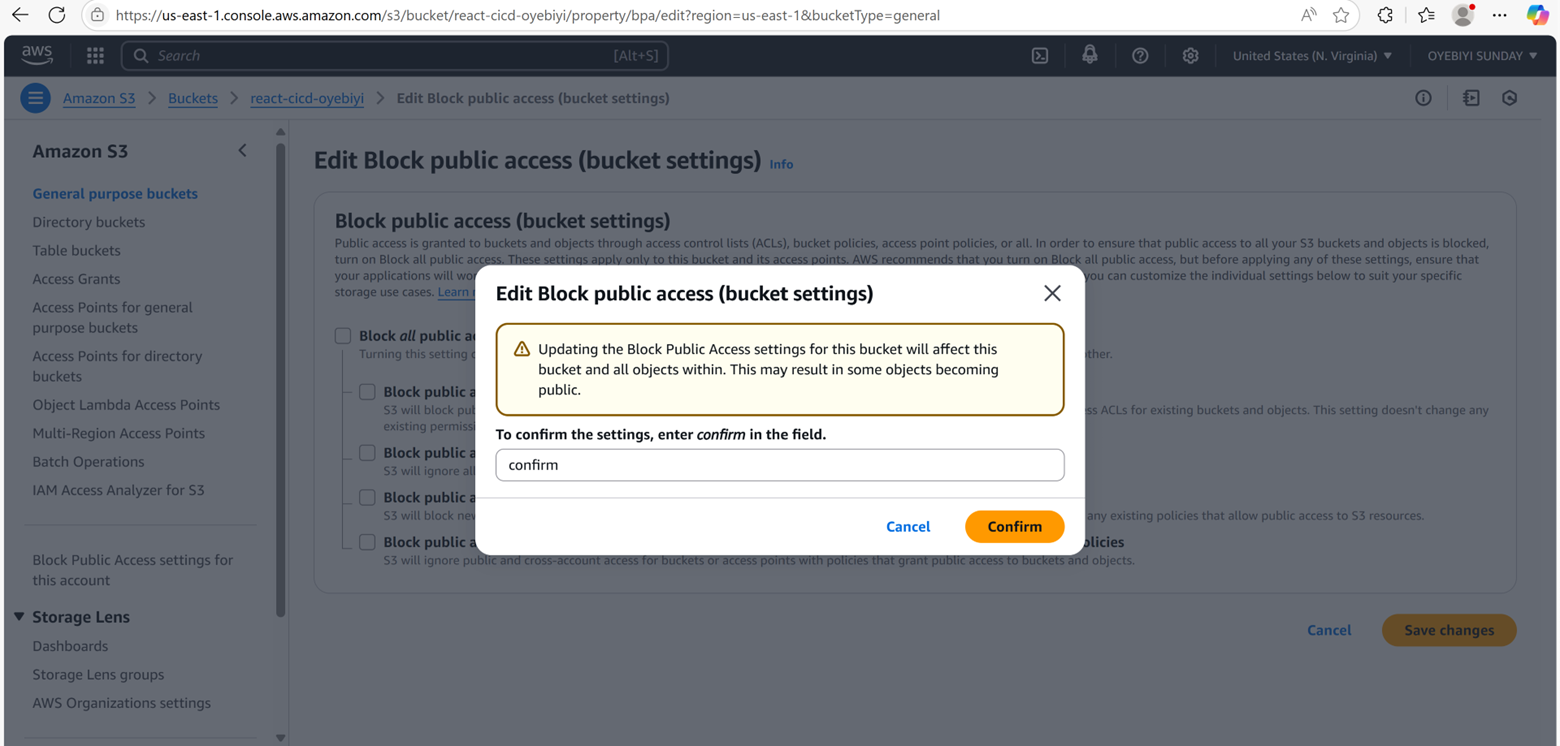 https://us-east-1.console.aws.amazon.com/s3/bucket/react-cicd-oyebiyi/property/bpa/edit?region=us-east-1&bucketType=general
aws
Search
[Alt+S]
United States (N. Virginia)
OYEBIYI SUNDAY
Amazon S3
Buckets
react-cicd-oyebiyi
Edit Block public access (bucket settings)
Amazon S3
General purpose buckets
Directory buckets
Table buckets
Access Grants
Access Points for general
purpose buckets
Access Points for directory
buckets
Object Lambda Access Points
Multi-Region Access Points
Batch Operations
IAM Access Analyzer for S3
Block Public Access settings for
this account
Storage Lens
Dashboards
Storage Lens groups
AWS Organizations settings
Edit Block public access (bucket settings) Info
Block public access (bucket settings)
Public access is granted to buckets and objects through access control lists (ACLs), bucket policies, access point policies, or all. In order to ensure that public access to all your S3 buckets and objects is blocked,
turn on Block all public access. These settings apply only to this bucket and its access points. AWS recommends that you turn on Block all public access, but before applying any of these settings, ensure that
your applications will wo you can customize the individual settings below to suit your specific
storage use cases. Learn
Block all public a
Turning this setting ther.
Block public a
S3 will block pub ACLs for existing buckets and objects. This setting doesn't change any
existing permiss
Block public a
S3 will ignore all
Block public a
S3 will block new any existing policies that allow public access to S3 resources.
Block public a olicies
S3 will ignore public and cross-account access for buckets or access points with policies that grant public access to buckets and objects.
Cancel
Save changes
Edit Block public access (bucket settings)
Updating the Block Public Access settings for this bucket will affect this
bucket and all objects within. This may result in some objects becoming
public.
To confirm the settings, enter confirm in the field.
confirm
Cancel
Confirm